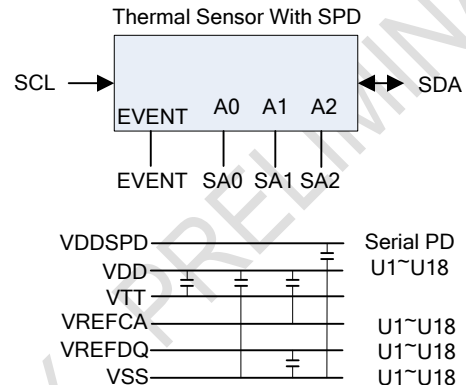 Thermal Sensor With SPD
SCL
SDA
EVENT A0 A1 A2
EVENT SA0 SA1 SA2
VDDSPD Serial PD
VDD U1~U18
VTT
VREFCA U1~U18
VREFDQ U1~U18
VSS U1~U18